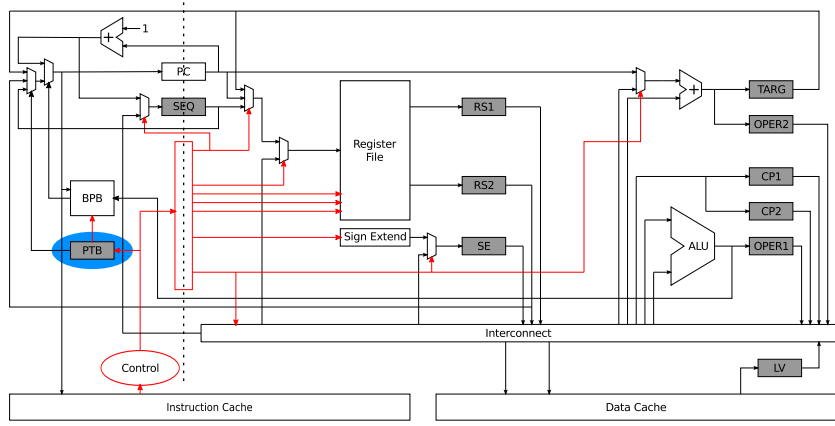 1
+
PC
+
TARG
SEQ
RS1
OPER2
Register
File
BPB
RS2
CP1
CP2
Sign Extend
PTB
SE
ALU
OPER1
Interconnect
Control
LV
Instruction Cache
Data Cache